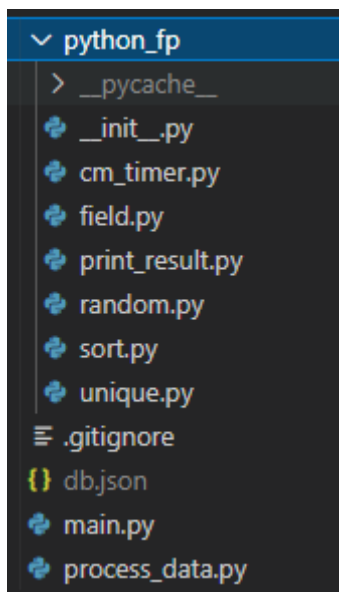 python_fp
__pycache__
__init__.py
cm_timer.py
field.py
print_result.py
random.py
sort.py
unique.py
.gitignore
db.json
main.py
process_data.py